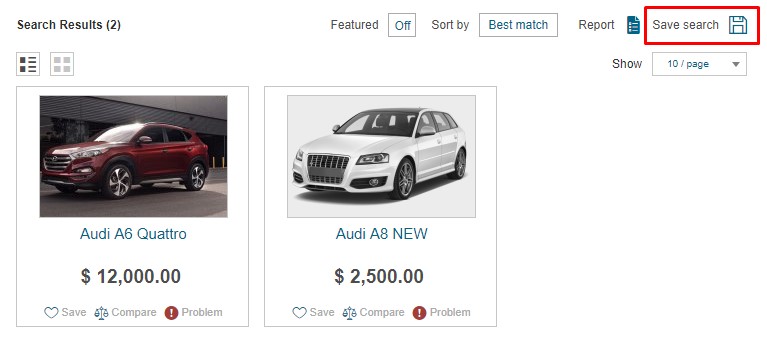 Search Results (2) Featured Off Sort by Best match Report Save search
Show 10 / page
Audi A6 Quattro Audi A8 NEW
$ 12,000.00 $ 2,500.00
Save Compare Problem Save Compare Problem